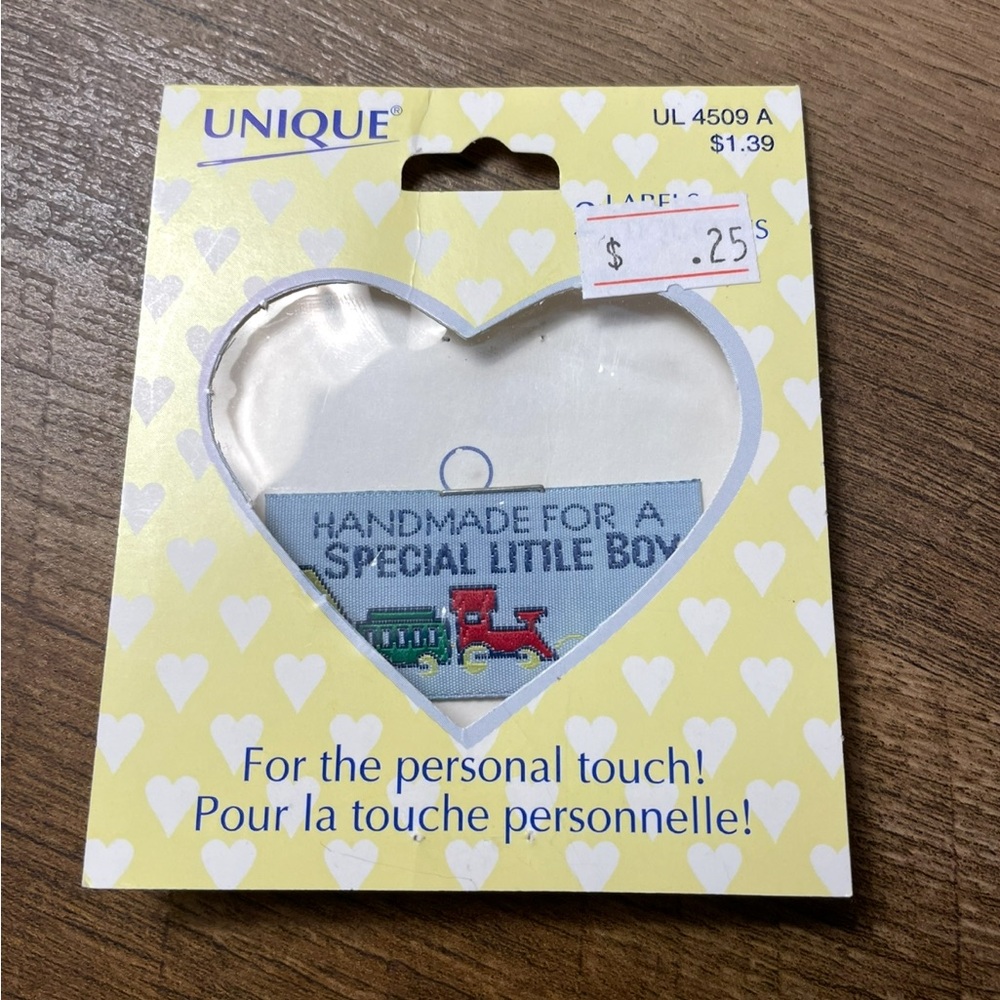 UNIQUE®
UL 4509 A
$1.39
LABELS
$ .25
HANDMADE FOR A
SPECIAL LITTLE BOY
For the personal touch!
Pour la touche personnelle!